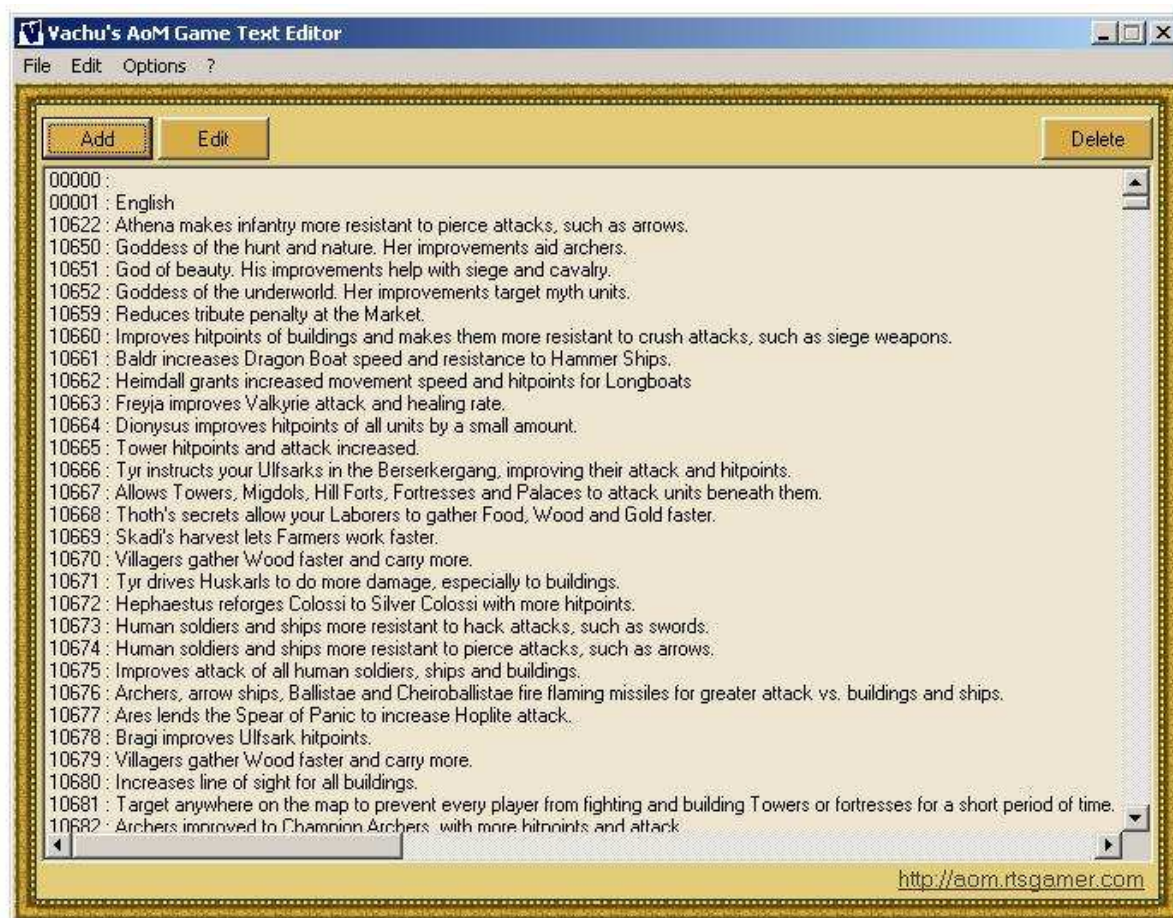 Vachu's AoM Game Text Editor
File Edit Options ?
Add Edit Delete
00000 :
00001 : English
10622 : Athena makes infantry more resistant to pierce attacks, such as arrows.
10650 : Goddess of the hunt and nature. Her improvements aid archers.
10651 : God of beauty. His improvements help with siege and cavalry.
10652 : Goddess of the underworld. Her improvements target myth units.
10659 : Reduces tribute penalty at the Market.
10660 : Improves hitpoints of buildings and makes them more resistant to crush attacks, such as siege weapons.
10661 : Baldr increases Dragon Boat speed and resistance to Hammer Ships.
10662 : Heimdall grants increased movement speed and hitpoints for Longboats
10663 : Freyja improves Valkyrie attack and healing rate.
10664 : Dionysus improves hitpoints of all units by a small amount.
10665 : Tower hitpoints and attack increased.
10666 : Tyr instructs your Ulfsarks in the Berserkergang, improving their attack and hitpoints.
10667 : Allows Towers, Migdols, Hill Forts, Fortresses and Palaces to attack units beneath them.
10668 : Thoth's secrets allow your Laborers to gather Food, Wood and Gold faster.
10669 : Skadi's harvest lets Farmers work faster.
10670 : Villagers gather Wood faster and carry more.
10671 : Tyr drives Huskarls to do more damage, especially to buildings.
10672 : Hephaestus reforges Colossi to Silver Colossi with more hitpoints.
10673 : Human soldiers and ships more resistant to hack attacks, such as swords.
10674 : Human soldiers and ships more resistant to pierce attacks, such as arrows.
10675 : Improves attack of all human soldiers, ships and buildings.
10676 : Archers, arrow ships, Ballistae and Cheiroballistae fire flaming missiles for greater attack vs. buildings and ships.
10677 : Ares lends the Spear of Panic to increase Hoplite attack.
10678 : Bragi improves Ulfsark hitpoints.
10679 : Villagers gather Wood faster and carry more.
10680 : Increases line of sight for all buildings.
10681 : Target anywhere on the map to prevent every player from fighting and building Towers or fortresses for a short period of time.
10682 : Archers improved to Champion Archers, with more hitpoints and attack
http://aom.rtsgamer.com